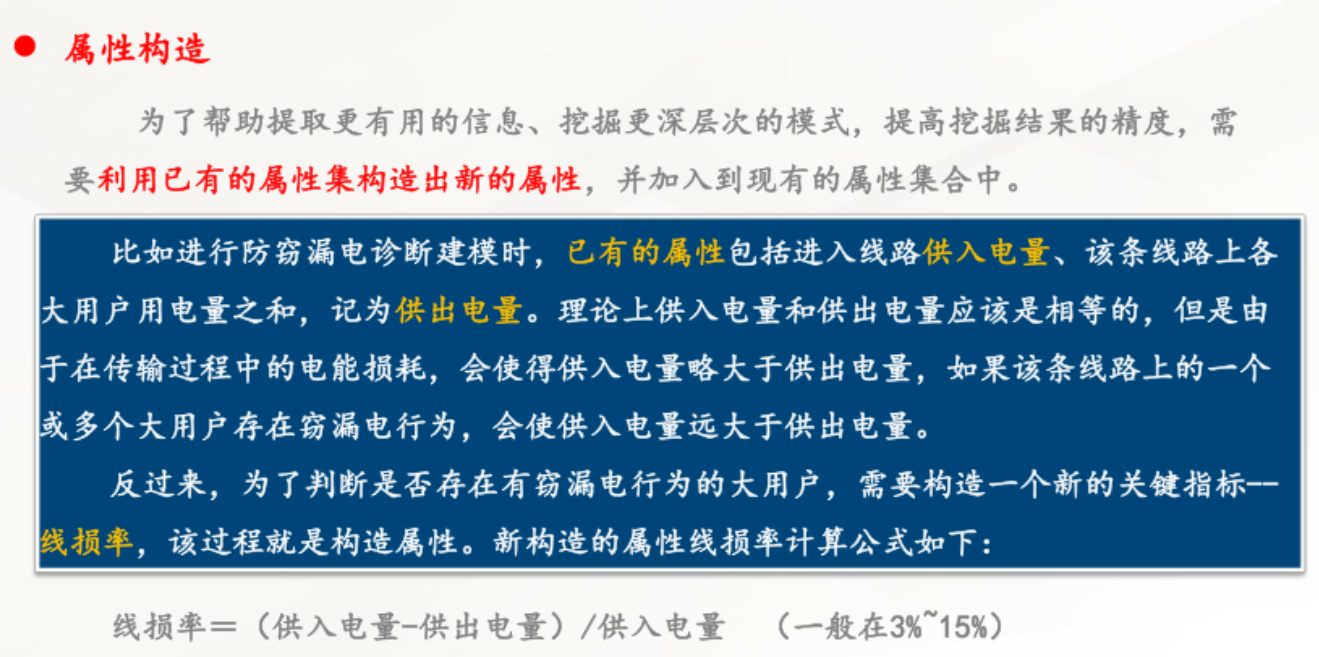 ● 属性构造
为了帮助提取更有用的信息、挖掘更深层次的模式，提高挖掘结果的精度，需
要利用已有的属性集构造出新的属性，并加入到现有的属性集合中。
比如进行防窃漏电诊断建模时，已有的属性包括进入线路供入电量、该条线路上各
大用户用电量之和，记为供出电量。理论上供入电量和供出电量应该是相等的，但是由
于在传输过程中的电能损耗，会使得供入电量略大于供出电量，如果该条线路上的一个
或多个大用户存在窃漏电行为，会使供入电量远大于供出电量。
反过来，为了判断是否存在有窃漏电行为的大用户，需要构造一个新的关键指标--
线损率，该过程就是构造属性。新构造的属性线损率计算公式如下：
线损率＝（供入电量-供出电量）/供入电量 （一般在3%~15%）